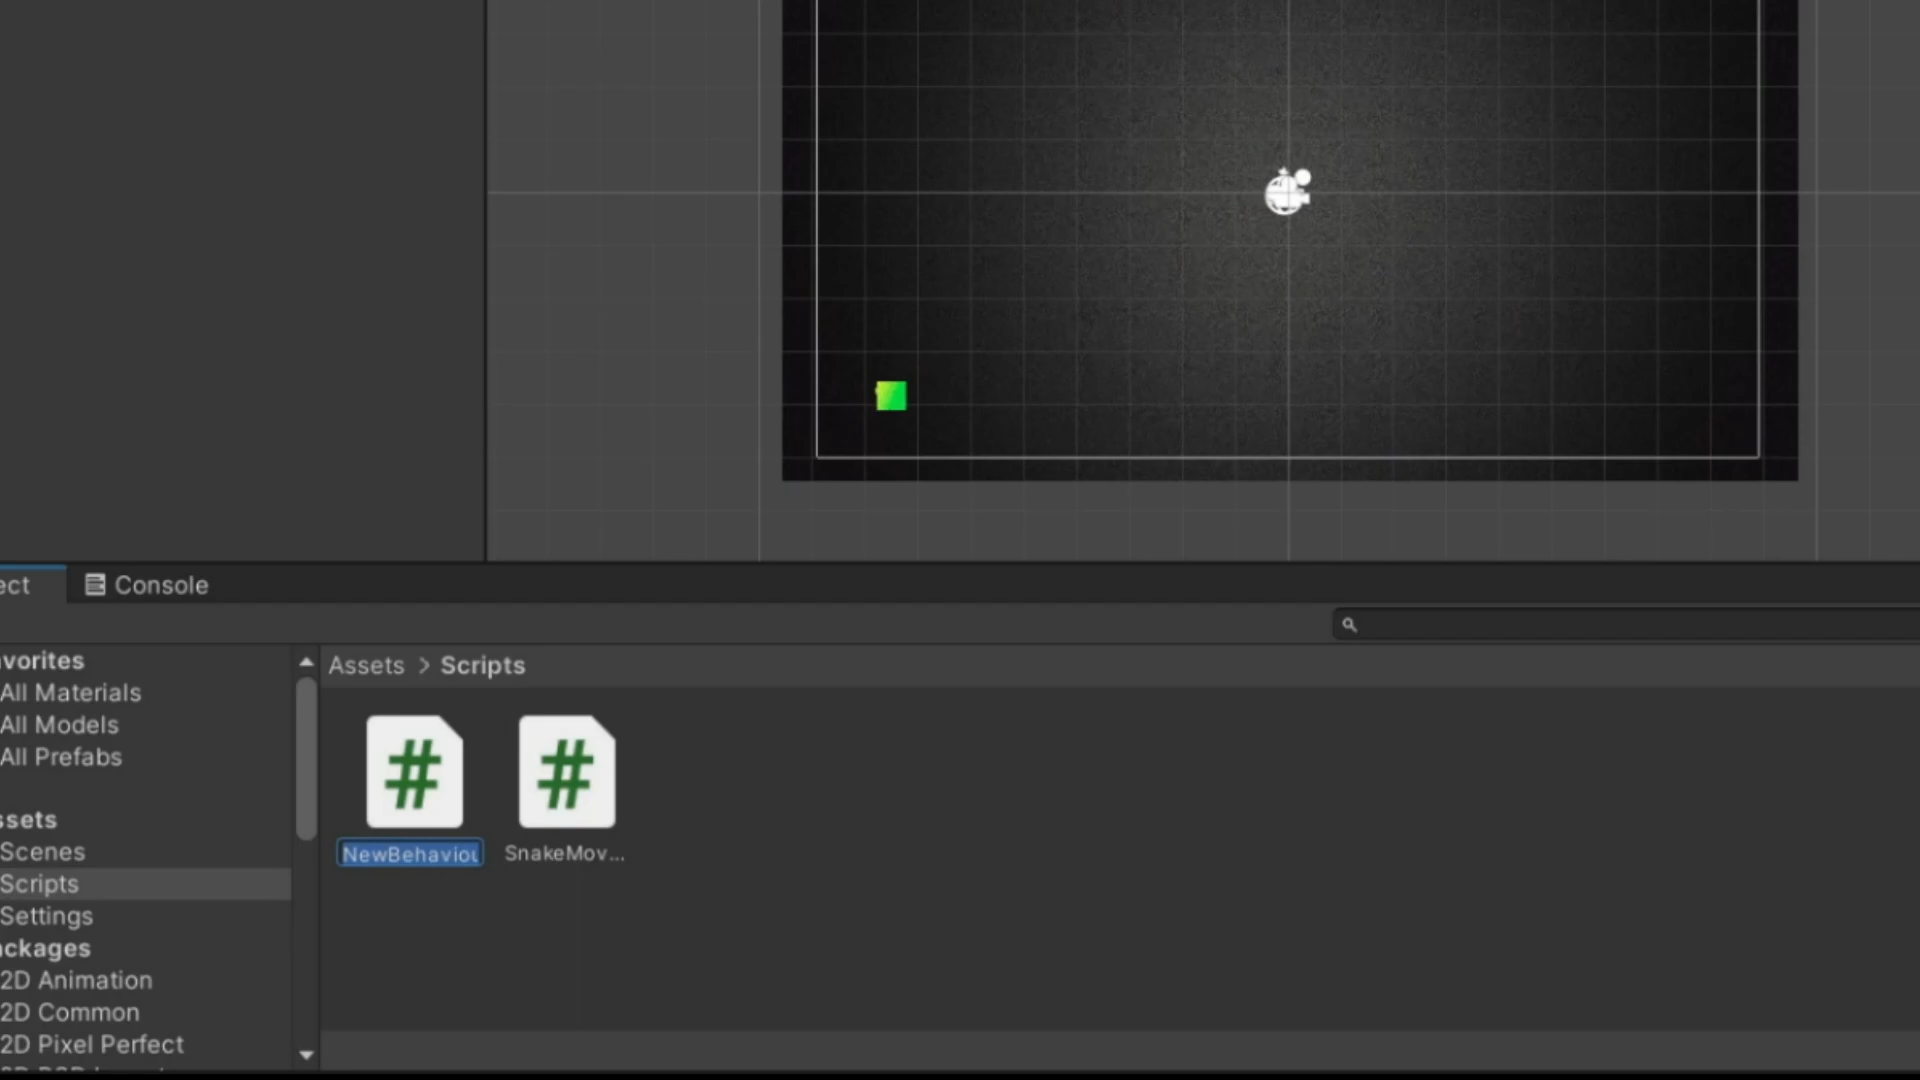 ect
Console
Assets > Scripts
vorites
All Materials
All Models
All Prefabs
ssets
Scenes
Scripts
Settings
ackages
2D Animation
2D Common
2D Pixel Perfect
NewBehaviou
SnakeMov...